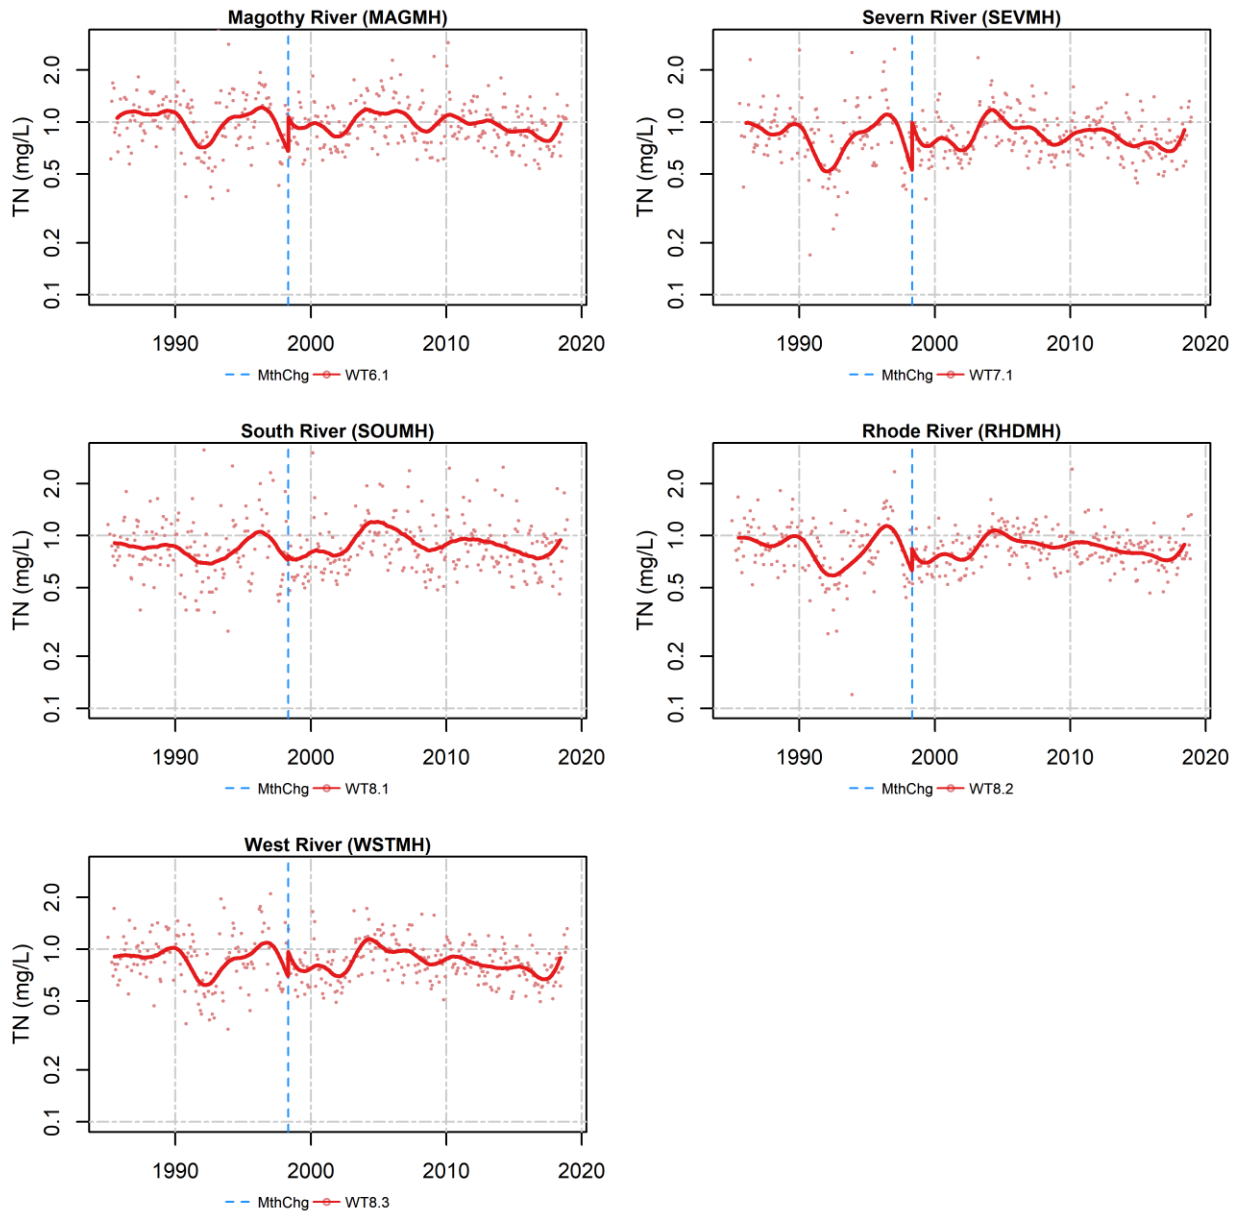 Magothy River (MAGMH)
TN (mg/L)
2.0
1.0
0.5
0.2
0.1
1990 2000 2010 2020
MthChg WT6.1
Severn River (SEVMH)
TN (mg/L)
2.0
1.0
0.5
0.2
0.1
1990 2000 2010 2020
MthChg WT7.1
South River (SOUMH)
TN (mg/L)
2.0
1.0
0.5
0.2
0.1
1990 2000 2010 2020
MthChg WT8.1
Rhode River (RHDMH)
TN (mg/L)
2.0
1.0
0.5
0.2
0.1
1990 2000 2010 2020
MthChg WT8.2
West River (WSTMH)
TN (mg/L)
2.0
1.0
0.5
0.2
0.1
1990 2000 2010 2020
MthChg WT8.3